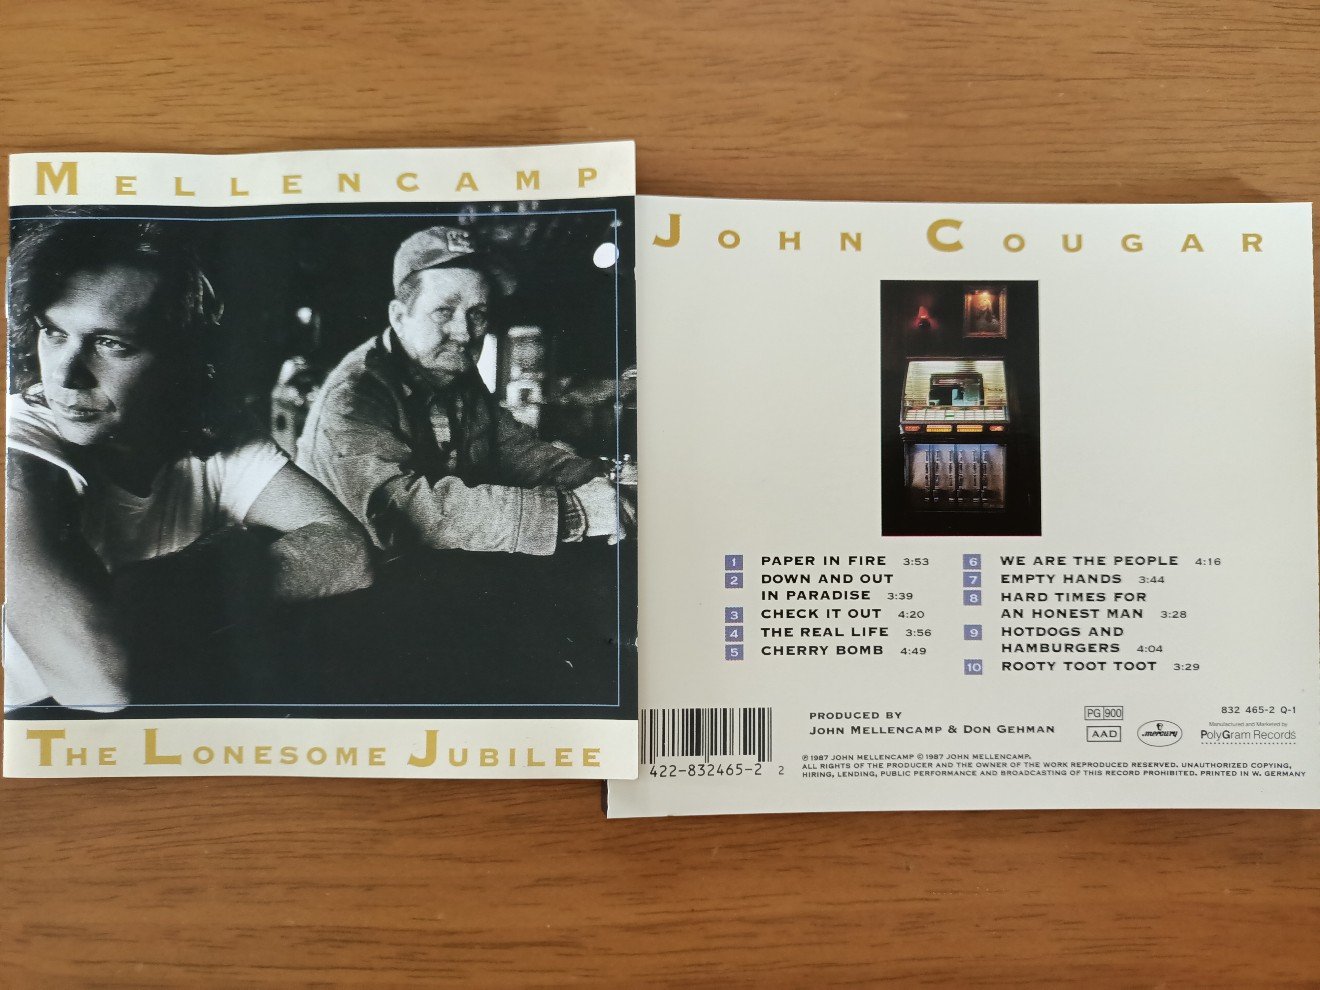 MELLENCAMP
THE LONESOME JUBILEE
JOHN COUGAR
1 PAPER IN FIRE 3:53
2 DOWN AND OUT
IN PARADISE 3:39
3 CHECK IT OUT 4:20
4 THE REAL LIFE 3:56
5 CHERRY BOMB 4:49
6 WE ARE THE PEOPLE 4:16
7 EMPTY HANDS 3:44
8 HARD TIMES FOR
AN HONEST MAN 3:28
9 HOTDOGS AND
HAMBURGERS 4:04
10 ROOTY TOOT TOOT 3:29
422-832465-2 2
PRODUCED BY
JOHN MELLENCAMP & DON GEHMAN
PG 900
AAD
mercury
832 465-2 Q-1
Manufactured and Marketed by
PolyGram Records
℗ 1987 JOHN MELLENCAMP © 1987 JOHN MELLENCAMP.
ALL RIGHTS OF THE PRODUCER AND THE OWNER OF THE WORK REPRODUCED RESERVED. UNAUTHORIZED COPYING,
HIRING, LENDING, PUBLIC PERFORMANCE AND BROADCASTING OF THIS RECORD PROHIBITED. PRINTED IN W. GERMANY